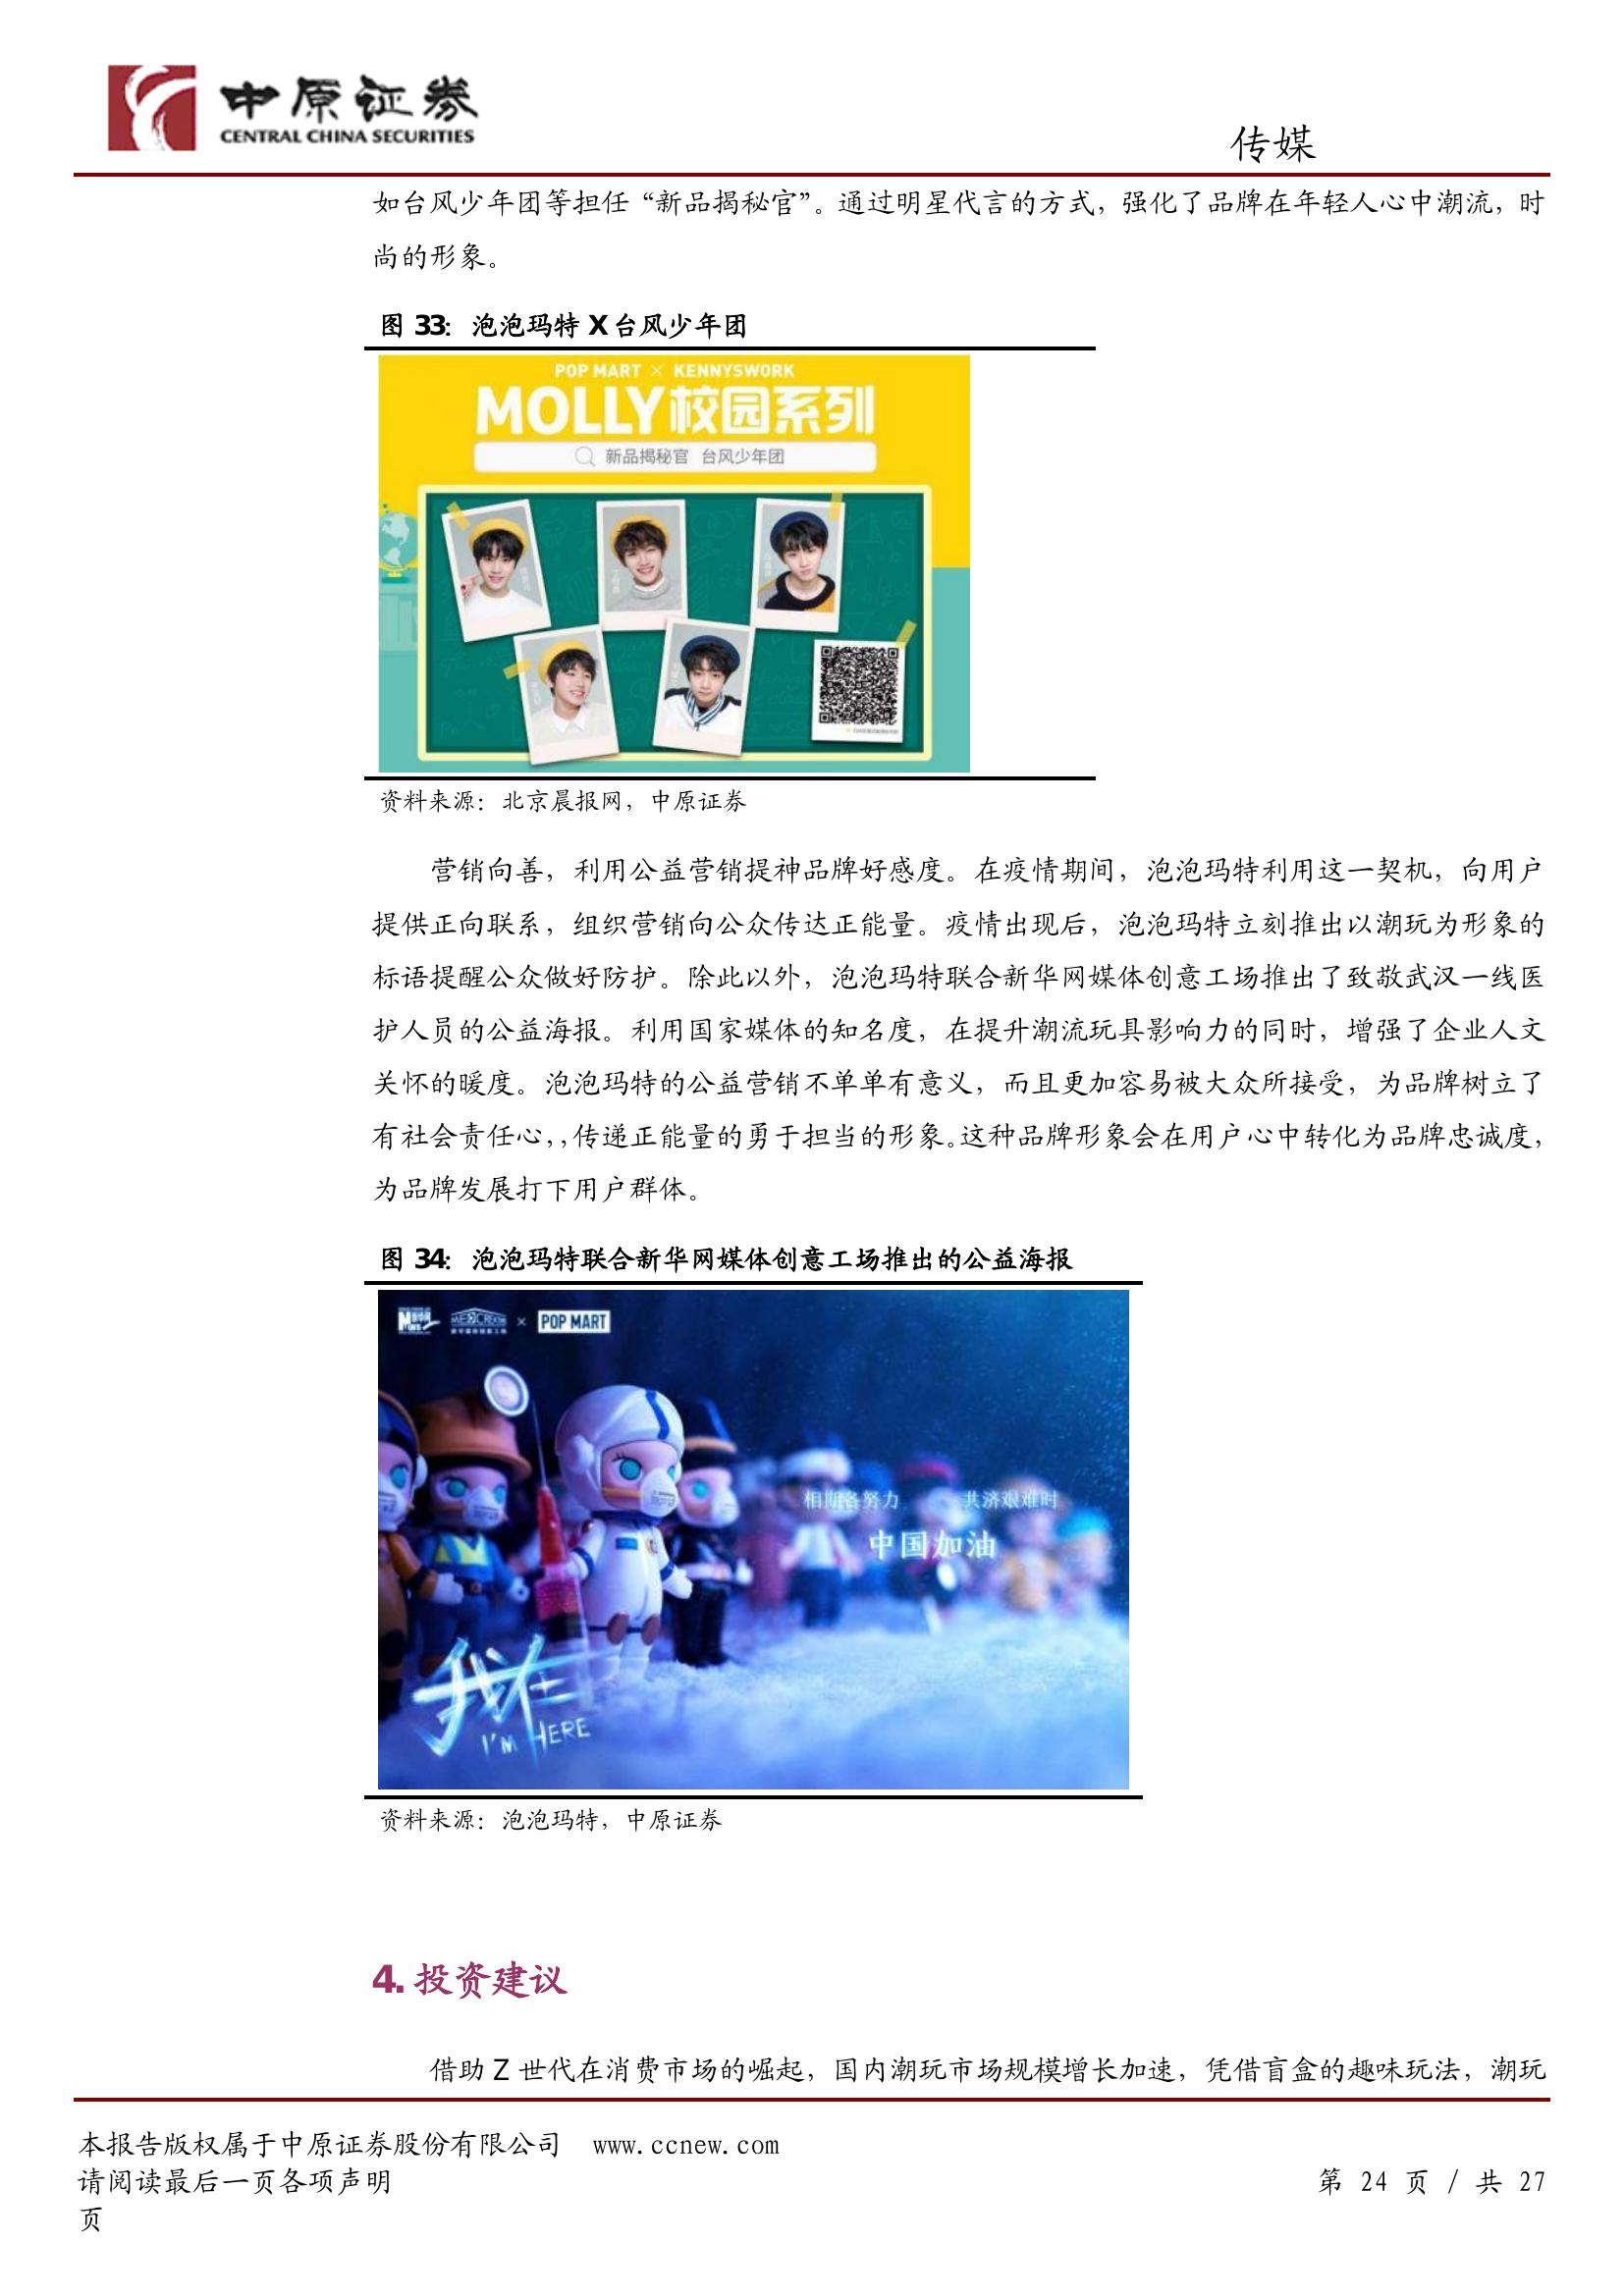 中原证券
CENTRAL CHINA SECURITIES
传媒
如台风少年团等担任“新品揭秘官”。通过明星代言的方式，强化了品牌在年轻人心中潮流，时
尚的形象。
图 33：泡泡玛特 X 台风少年团
POP MART × KENNYSWORK
MOLLY校园系列
新品揭秘官 台风少年团
资料来源：北京晨报网，中原证券
营销向善，利用公益营销提神品牌好感度。在疫情期间，泡泡玛特利用这一契机，向用户
提供正向联系，组织营销向公众传达正能量。疫情出现后，泡泡玛特立刻推出以潮玩为形象的
标语提醒公众做好防护。除此以外，泡泡玛特联合新华网媒体创意工场推出了致敬武汉一线医
护人员的公益海报。利用国家媒体的知名度，在提升潮流玩具影响力的同时，增强了企业人文
关怀的暖度。泡泡玛特的公益营销不单单有意义，而且更加容易被大众所接受，为品牌树立了
有社会责任心，，传递正能量的勇于担当的形象。这种品牌形象会在用户心中转化为品牌忠诚度，
为品牌发展打下用户群体。
图 34：泡泡玛特联合新华网媒体创意工场推出的公益海报
× POP MART
相期各努力 共济艰难时
中国加油
我在
I'M HERE
资料来源：泡泡玛特，中原证券
4. 投资建议
借助 Z 世代在消费市场的崛起，国内潮玩市场规模增长加速，凭借盲盒的趣味玩法，潮玩
本报告版权属于中原证券股份有限公司 www.ccnew.com
请阅读最后一页各项声明
第 24 页 / 共 27
页